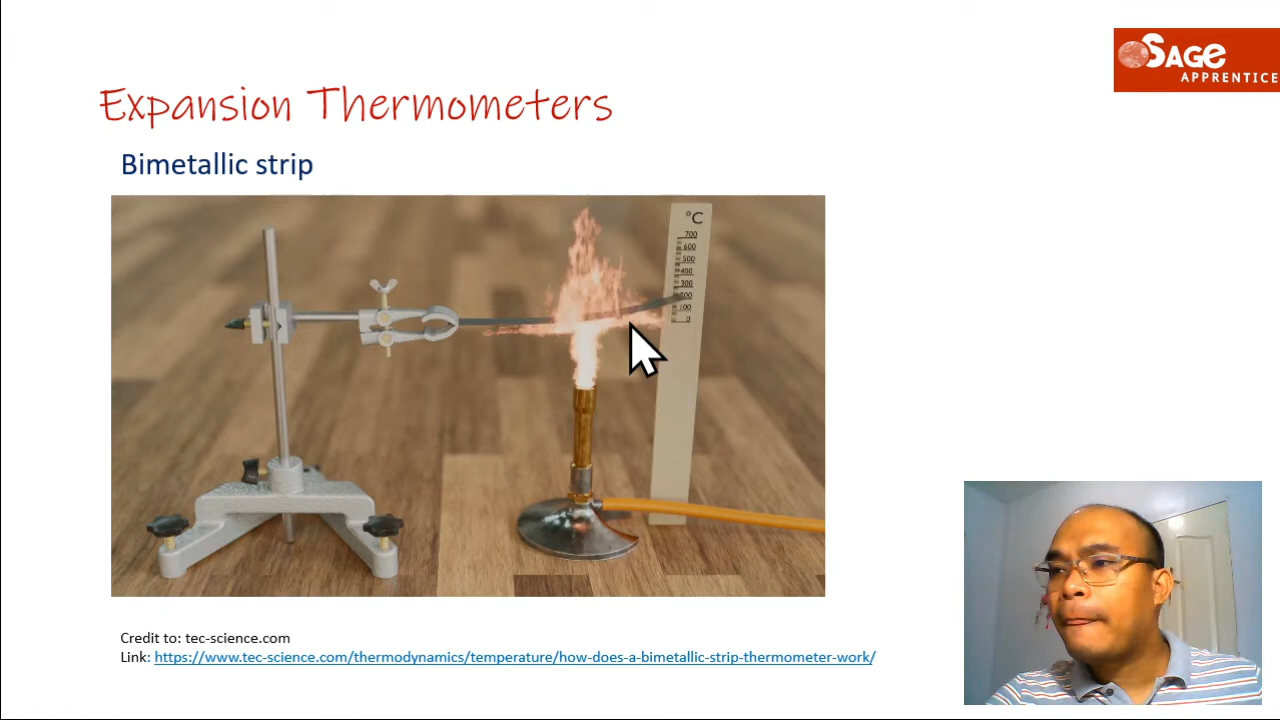 SAGE
APPRENTICE
Expansion Thermometers
Bimetallic strip
°C
700
600
500
400
300
200
100
0
Credit to: tec-science.com
Link: https://www.tec-science.com/thermodynamics/temperature/how-does-a-bimetallic-strip-thermometer-work/